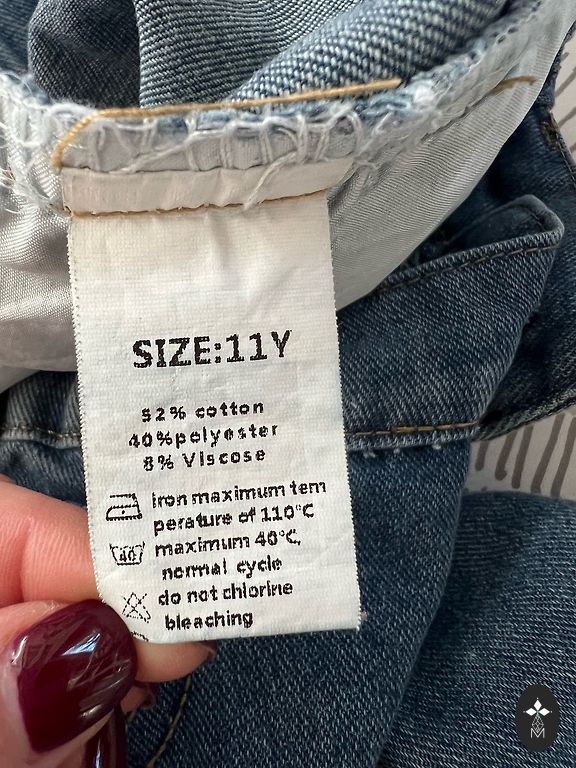 SIZE:11Y
52% cotton
40%polyester
8% Viscose
Iron maximum tem
perature of 110°C
40 maximum 40°C,
normal cycle
do not chlorine
bleaching
M